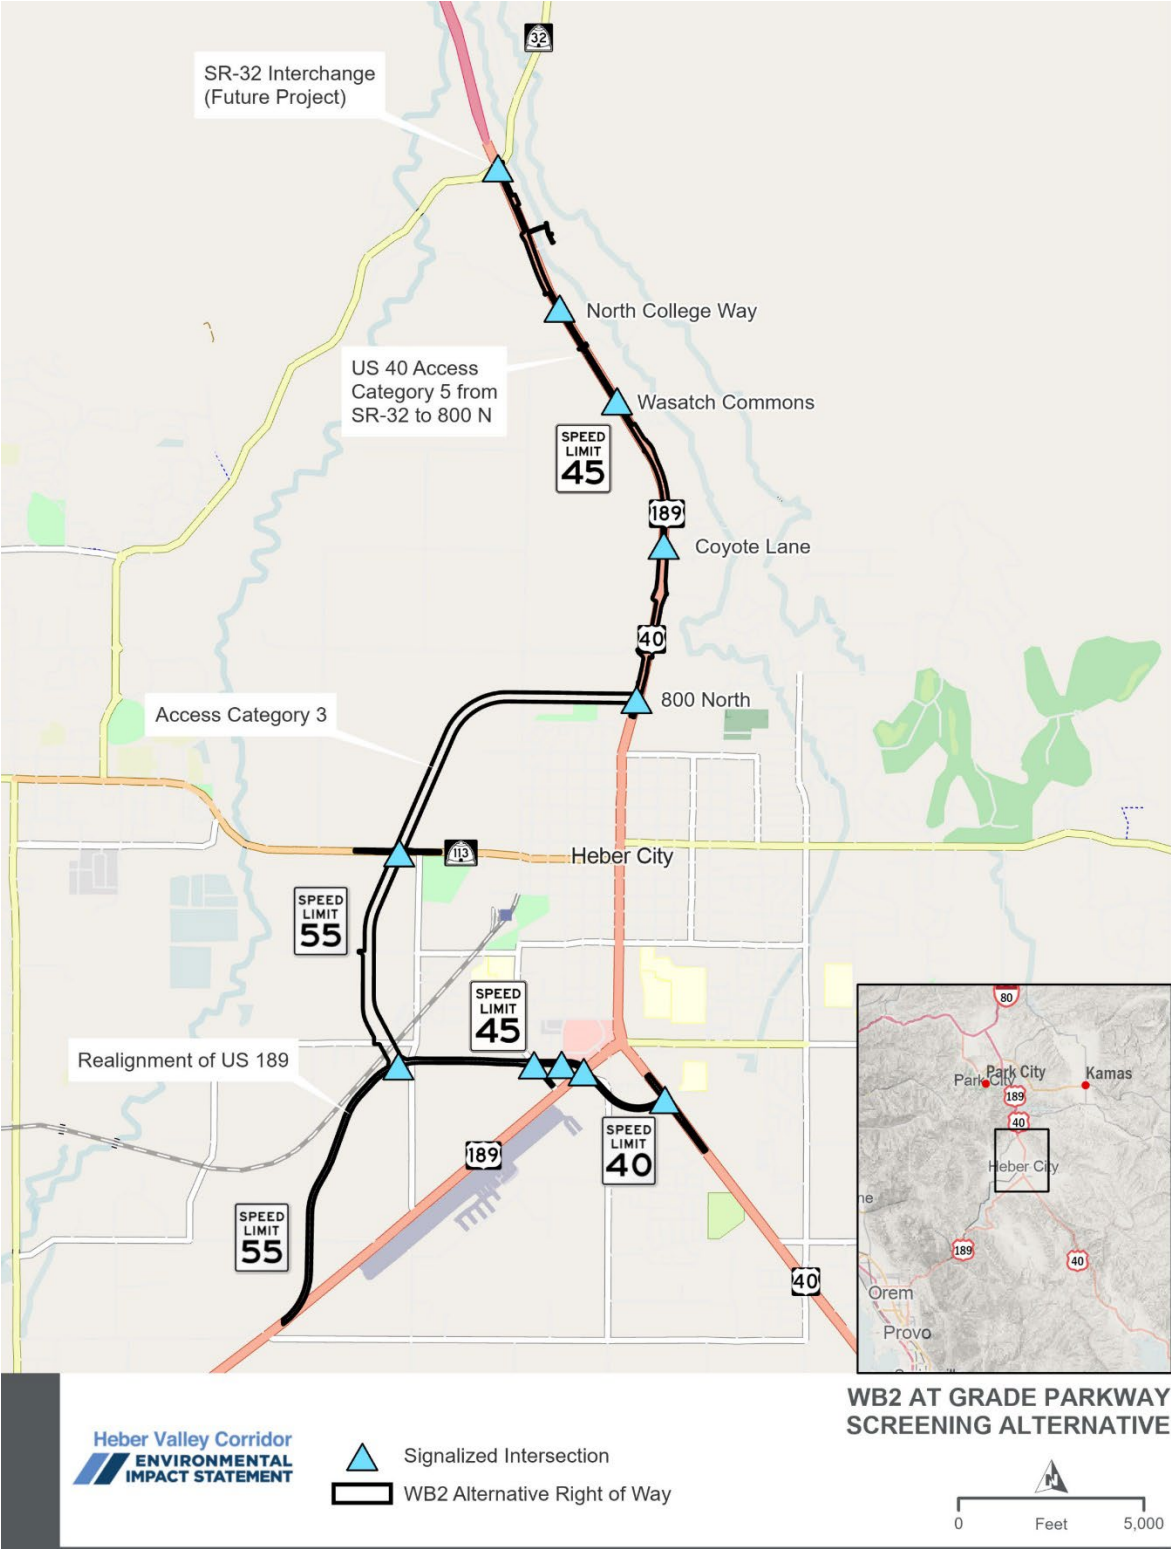 32
SR-32 Interchange
(Future Project)
North College Way
US 40 Access
Category 5 from
SR-32 to 800 N
Wasatch Commons
SPEED
LIMIT
45
189
Coyote Lane
40
800 North
Access Category 3
113
Heber City
SPEED
LIMIT
55
SPEED
LIMIT
45
Realignment of US 189
SPEED
LIMIT
40
189
SPEED
LIMIT
55
40
80
Park City
Park City
Kamas
189
40
Heber City
ne
189
40
Orem
Provo
WB2 AT GRADE PARKWAY
SCREENING ALTERNATIVE
Heber Valley Corridor
ENVIRONMENTAL
IMPACT STATEMENT
Signalized Intersection
WB2 Alternative Right of Way
N
0 Feet 5,000